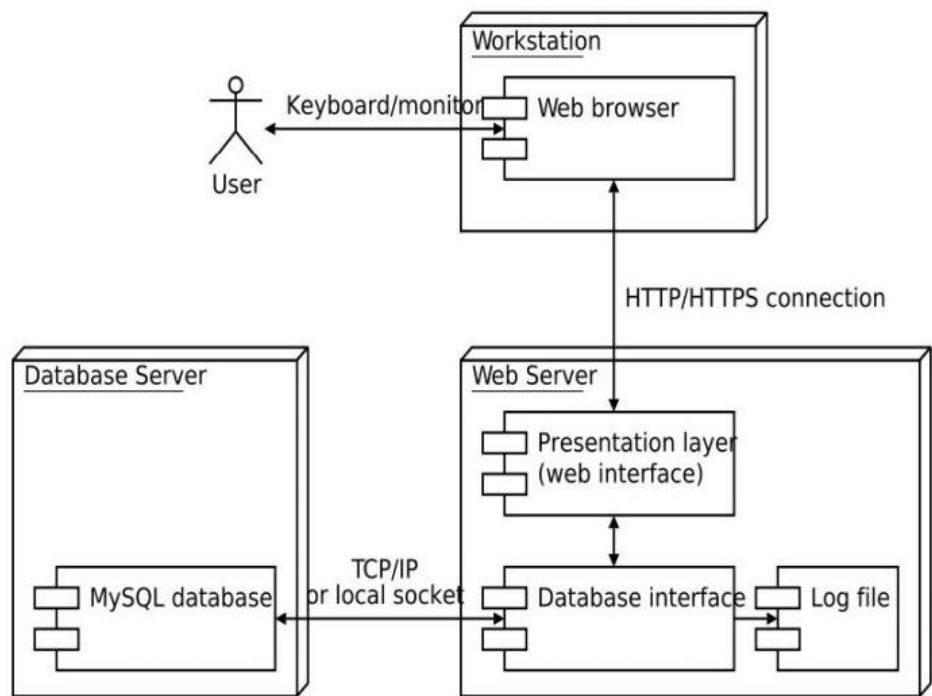 Workstation
Keyboard/monitor
Web browser
User
HTTP/HTTPS connection
Database Server
Web Server
Presentation layer
(web interface)
TCP/IP
or local socket
MySQL database
Database interface
Log file